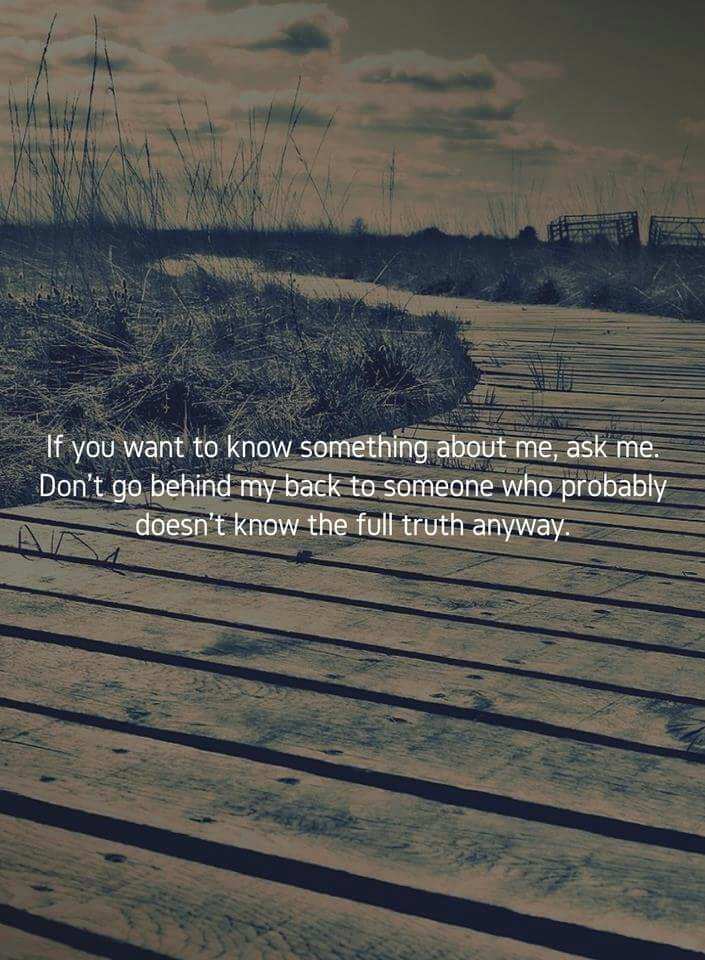 If you want to know something about me, ask me.
Don't go behind my back to someone who probably
doesn't know the full truth anyway.